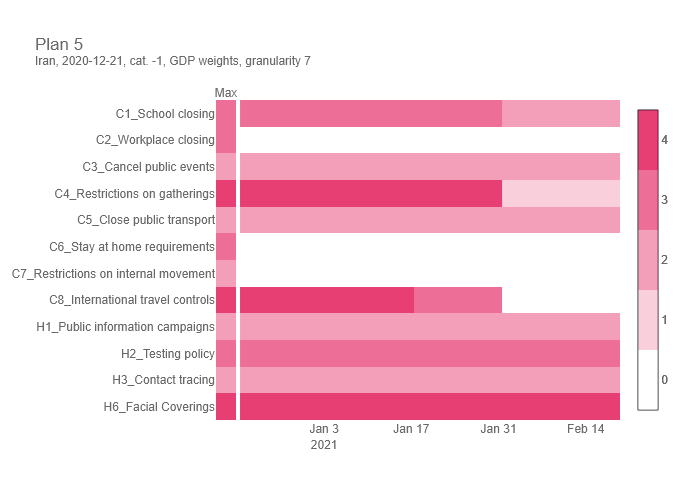 Plan 5
Iran, 2020-12-21, cat. -1, GDP weights, granularity 7
Max
C1_School closing
C2_Workplace closing
C3_Cancel public events
C4_Restrictions on gatherings
C5_Close public transport
C6_Stay at home requirements
C7_Restrictions on internal movement
C8_International travel controls
H1_Public information campaigns
H2_Testing policy
H3_Contact tracing
H6_Facial Coverings
4
3
2
1
0
Jan 3 Jan 17 Jan 31 Feb 14
2021